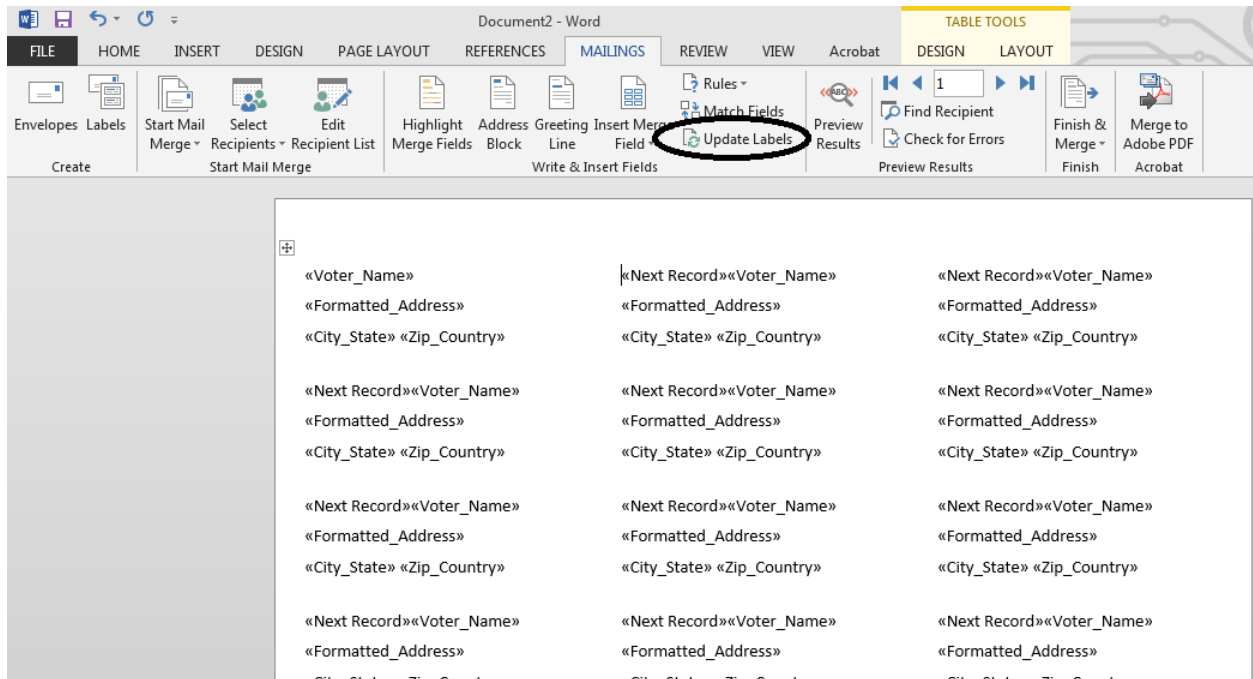 Document2 - Word
TABLE TOOLS
FILE HOME INSERT DESIGN PAGE LAYOUT REFERENCES MAILINGS REVIEW VIEW Acrobat DESIGN LAYOUT
Envelopes Labels
Create
Start Mail Merge
Select Recipients
Edit Recipient List
Start Mail Merge
Highlight Merge Fields
Address Block
Greeting Line
Insert Merge Field
Rules
Match Fields
Update Labels
Write & Insert Fields
ABC
Preview Results
1
Find Recipient
Check for Errors
Preview Results
Finish & Merge
Finish
Merge to Adobe PDF
Acrobat
«Voter_Name» «Next Record»«Voter_Name» «Next Record»«Voter_Name»
«Formatted_Address» «Formatted_Address» «Formatted_Address»
«City_State» «Zip_Country» «City_State» «Zip_Country» «City_State» «Zip_Country»
«Next Record»«Voter_Name» «Next Record»«Voter_Name» «Next Record»«Voter_Name»
«Formatted_Address» «Formatted_Address» «Formatted_Address»
«City_State» «Zip_Country» «City_State» «Zip_Country» «City_State» «Zip_Country»
«Next Record»«Voter_Name» «Next Record»«Voter_Name» «Next Record»«Voter_Name»
«Formatted_Address» «Formatted_Address» «Formatted_Address»
«City_State» «Zip_Country» «City_State» «Zip_Country» «City_State» «Zip_Country»
«Next Record»«Voter_Name» «Next Record»«Voter_Name» «Next Record»«Voter_Name»
«Formatted_Address» «Formatted_Address» «Formatted_Address»